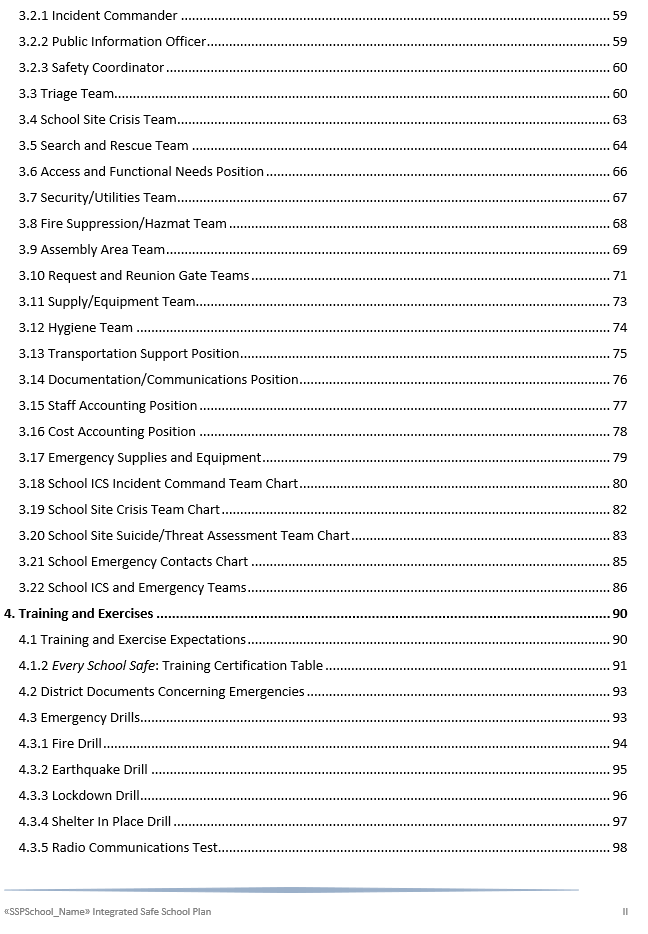 3.2.1 Incident Commander ........ 59
3.2.2 Public Information Officer........ 59
3.2.3 Safety Coordinator ........ 60
3.3 Triage Team........ 60
3.4 School Site Crisis Team........ 63
3.5 Search and Rescue Team ........ 64
3.6 Access and Functional Needs Position ........ 66
3.7 Security/Utilities Team........ 67
3.8 Fire Suppression/Hazmat Team ........ 68
3.9 Assembly Area Team........ 69
3.10 Request and Reunion Gate Teams ........ 71
3.11 Supply/Equipment Team........ 73
3.12 Hygiene Team ........ 74
3.13 Transportation Support Position........ 75
3.14 Documentation/Communications Position........ 76
3.15 Staff Accounting Position ........ 77
3.16 Cost Accounting Position ........ 78
3.17 Emergency Supplies and Equipment........ 79
3.18 School ICS Incident Command Team Chart........ 80
3.19 School Site Crisis Team Chart........ 82
3.20 School Site Suicide/Threat Assessment Team Chart........ 83
3.21 School Emergency Contacts Chart ........ 85
3.22 School ICS and Emergency Teams........ 86
4. Training and Exercises ........ 90
4.1 Training and Exercise Expectations........ 90
4.1.2 Every School Safe: Training Certification Table ........ 91
4.2 District Documents Concerning Emergencies ........ 93
4.3 Emergency Drills........ 93
4.3.1 Fire Drill........ 94
4.3.2 Earthquake Drill ........ 95
4.3.3 Lockdown Drill........ 96
4.3.4 Shelter In Place Drill ........ 97
4.3.5 Radio Communications Test........ 98
«SSPSchool_Name» Integrated Safe School Plan II